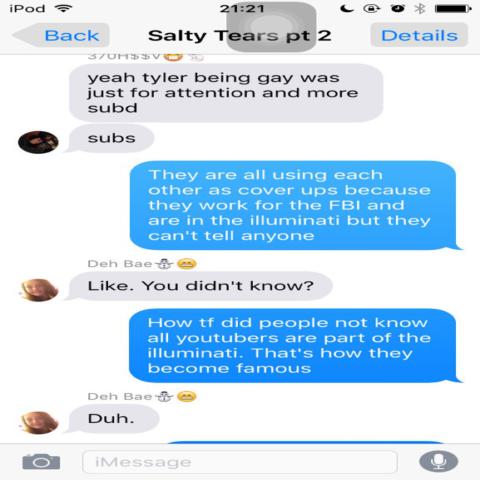 iPod 21:21
Back Salty Tears pt 2 Details
yeah tyler being gay was
just for attention and more
subd
subs
They are all using each
other as cover ups because
they work for the FBI and
are in the illuminati but they
can't tell anyone
Deh Bae
Like. You didn't know?
How tf did people not know
all youtubers are part of the
illuminati. That's how they
become famous
Deh Bae
Duh.
iMessage